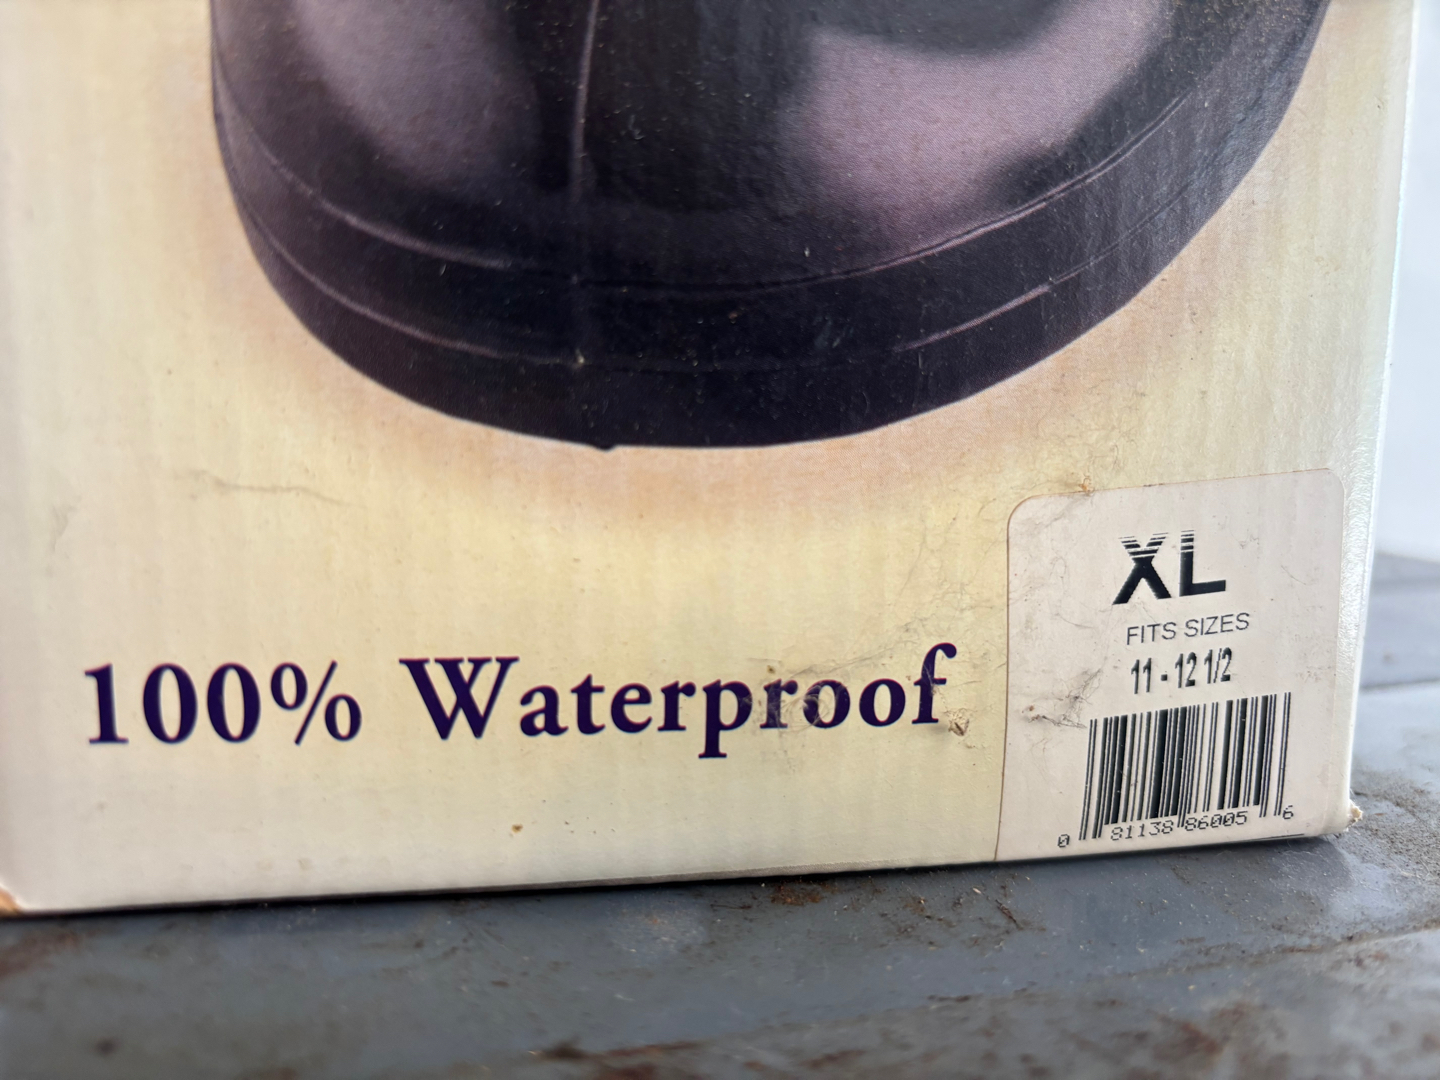 100% Waterproof
XL
FITS SIZES
11 - 12 1/2
0 81138 86005 6